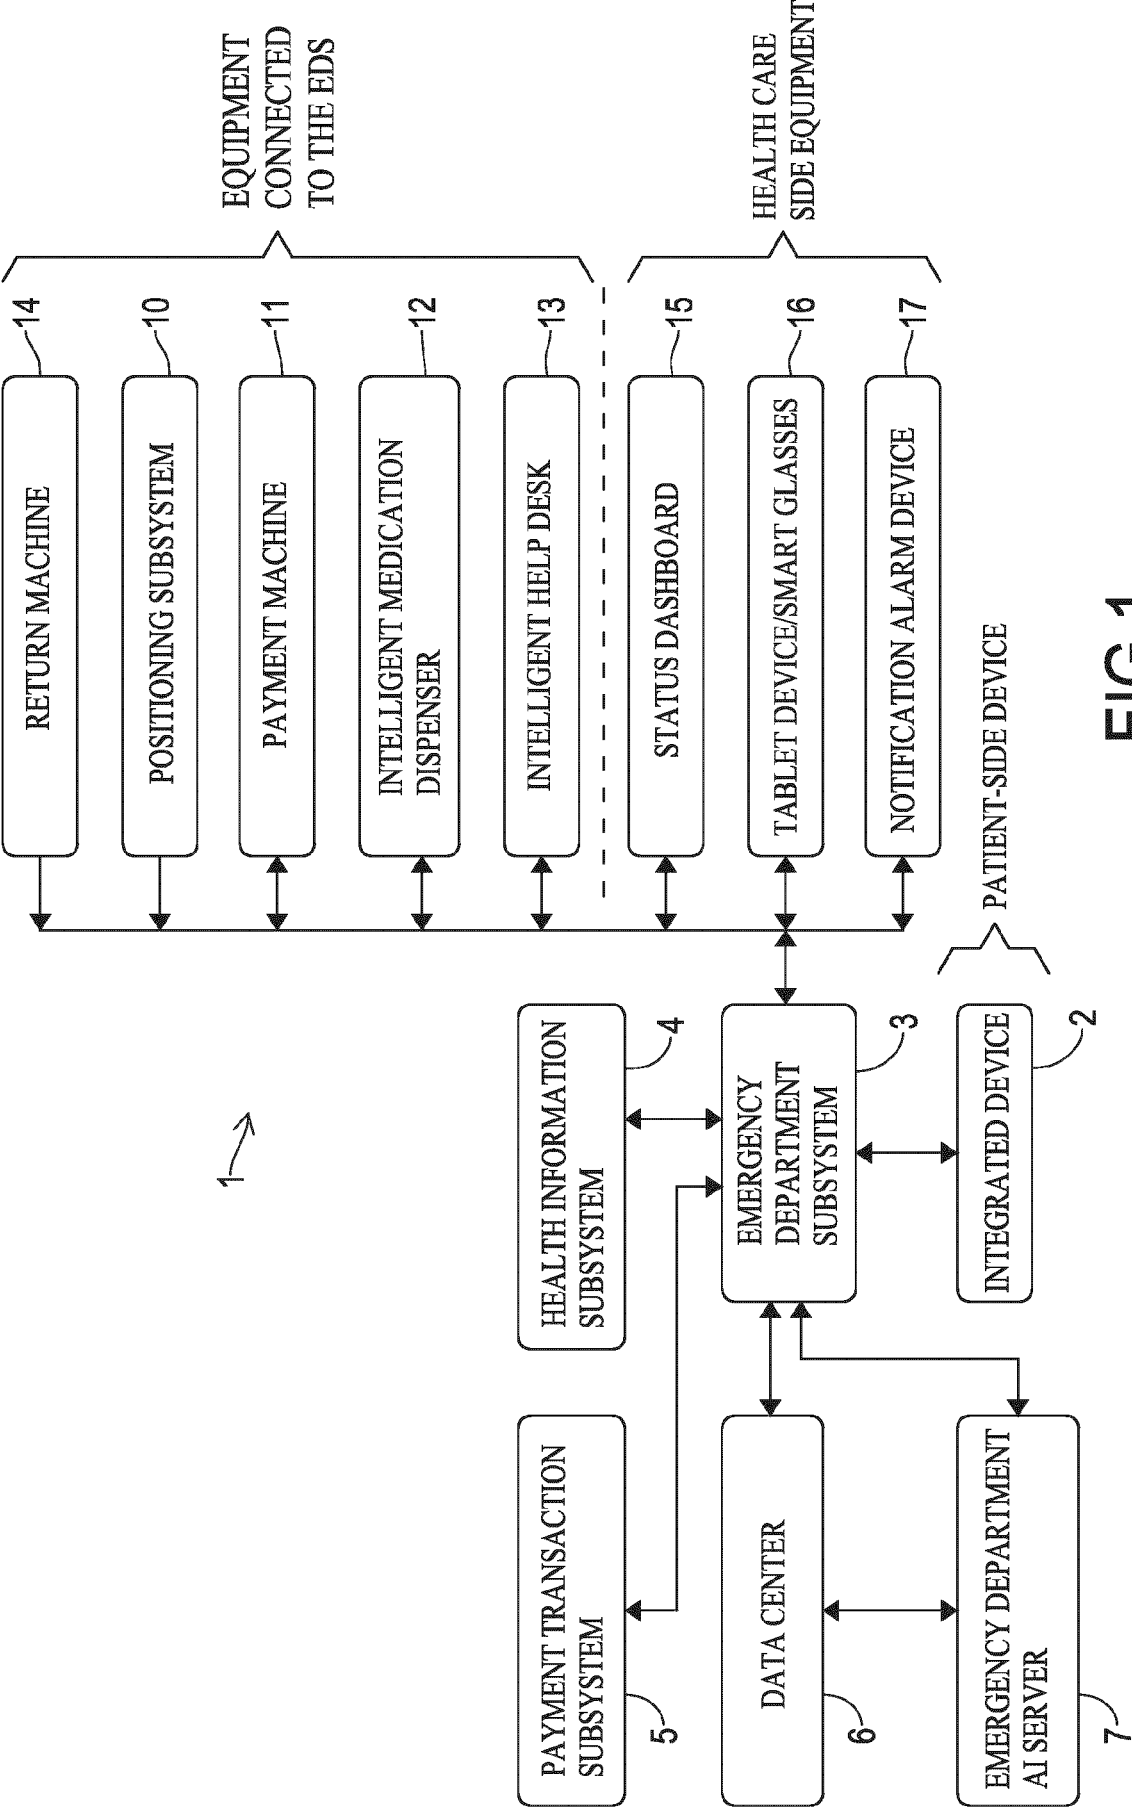 1
RETURN MACHINE
14
POSITIONING SUBSYSTEM
10
PAYMENT MACHINE
11
INTELLIGENT MEDICATION
DISPENSER
12
INTELLIGENT HELP DESK
13
EQUIPMENT
CONNECTED
TO THE EDS
STATUS DASHBOARD
15
TABLET DEVICE/SMART GLASSES
16
NOTIFICATION ALARM DEVICE
17
HEALTH CARE
SIDE EQUIPMENT
PAYMENT TRANSACTION
SUBSYSTEM
5
HEALTH INFORMATION
SUBSYSTEM
4
DATA CENTER
6
EMERGENCY
DEPARTMENT
SUBSYSTEM
3
EMERGENCY DEPARTMENT
AI SERVER
7
INTEGRATED DEVICE
2
PATIENT-SIDE DEVICE
FIG 1